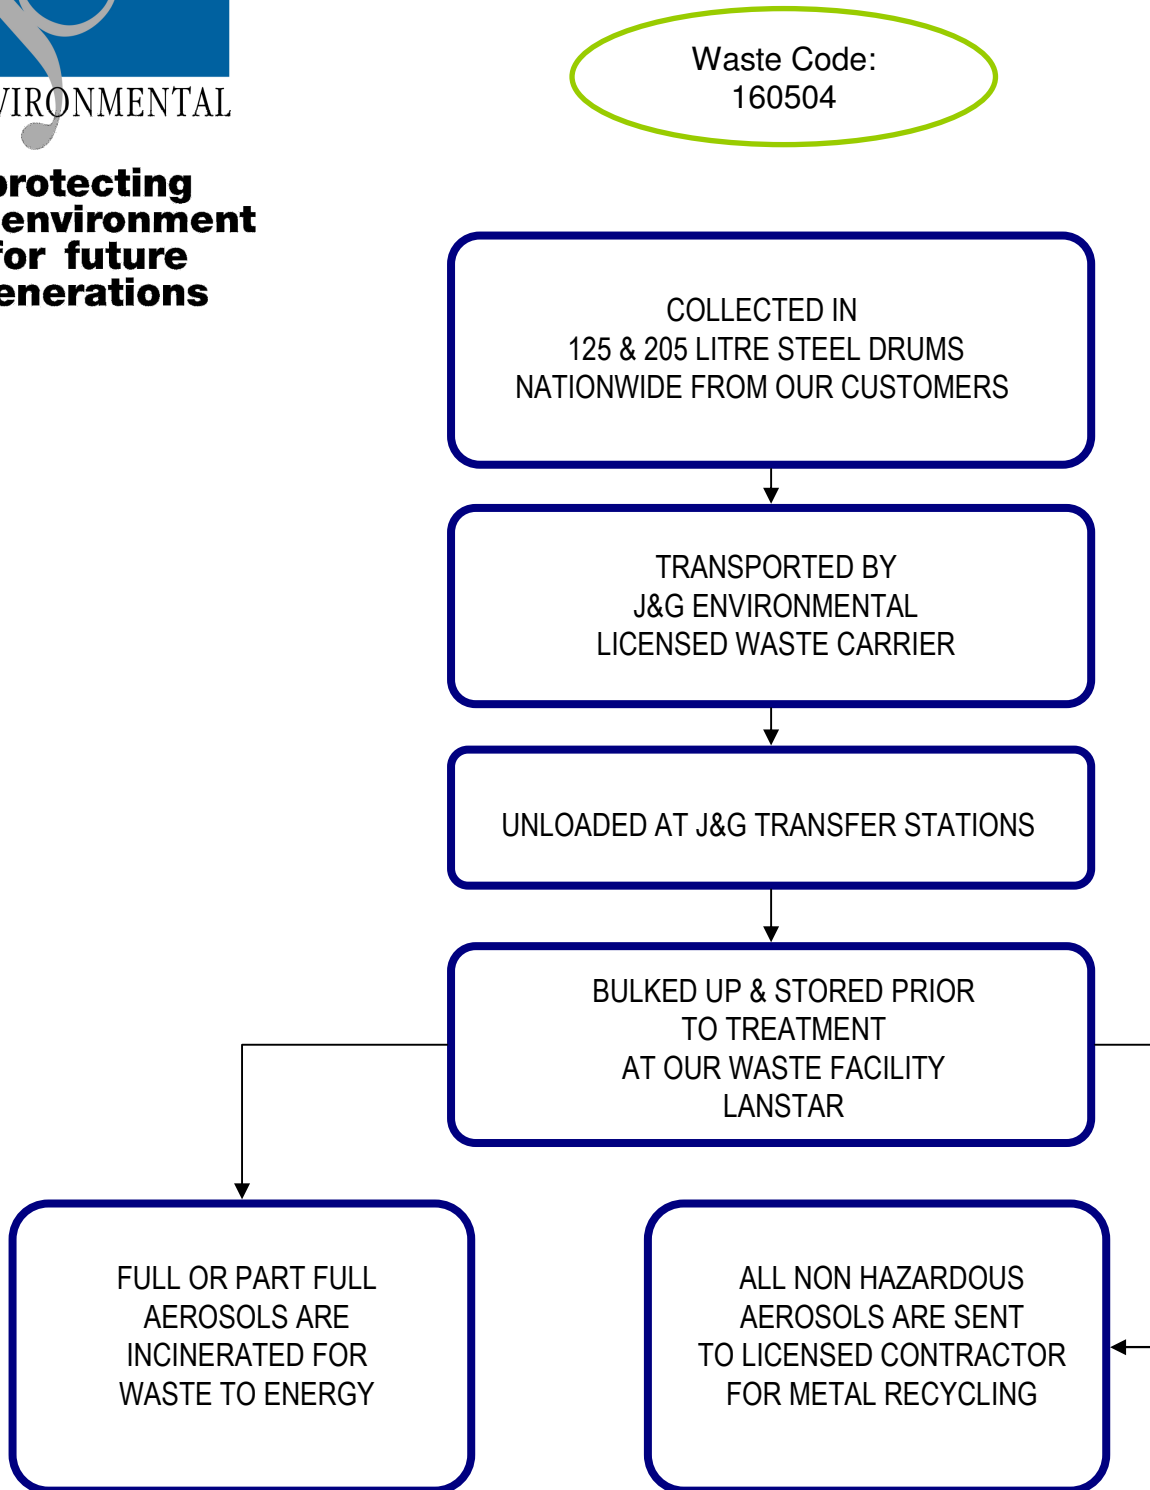 VIRONMENTAL
protecting
environment
for future
enerations
Waste Code:
160504
COLLECTED IN
125 & 205 LITRE STEEL DRUMS
NATIONWIDE FROM OUR CUSTOMERS
TRANSPORTED BY
J&G ENVIRONMENTAL
LICENSED WASTE CARRIER
UNLOADED AT J&G TRANSFER STATIONS
BULKED UP & STORED PRIOR
TO TREATMENT
AT OUR WASTE FACILITY
LANSTAR
FULL OR PART FULL
AEROSOLS ARE
INCINERATED FOR
WASTE TO ENERGY
ALL NON HAZARDOUS
AEROSOLS ARE SENT
TO LICENSED CONTRACTOR
FOR METAL RECYCLING